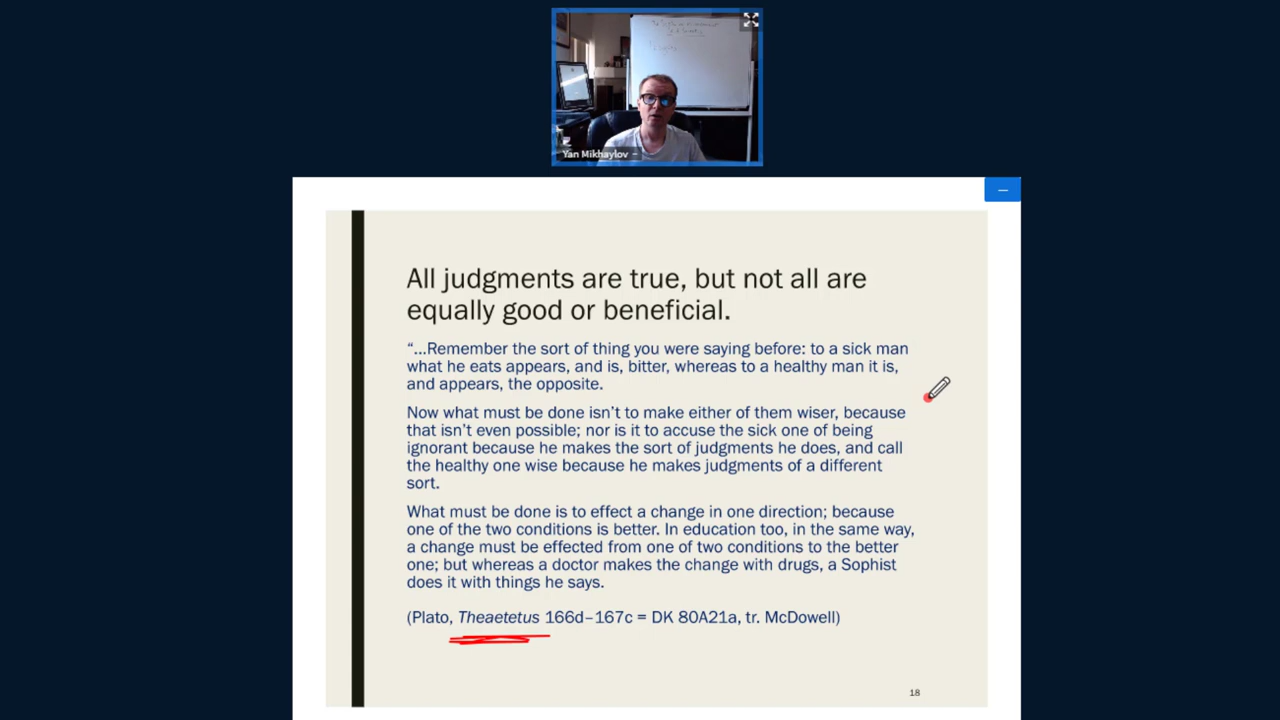 Yan Mikhaylov
All judgments are true, but not all are
equally good or beneficial.
“...Remember the sort of thing you were saying before: to a sick man
what he eats appears, and is, bitter, whereas to a healthy man it is,
and appears, the opposite.
Now what must be done isn’t to make either of them wiser, because
that isn’t even possible; nor is it to accuse the sick one of being
ignorant because he makes the sort of judgments he does, and call
the healthy one wise because he makes judgments of a different
sort.
What must be done is to effect a change in one direction; because
one of the two conditions is better. In education too, in the same way,
a change must be effected from one of two conditions to the better
one; but whereas a doctor makes the change with drugs, a Sophist
does it with things he says.
(Plato, Theaetetus 166d–167c = DK 80A21a, tr. McDowell)
18